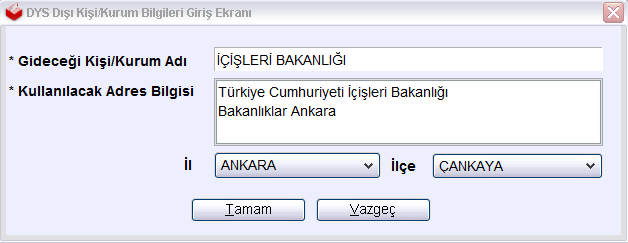 DYS Dışı Kişi/Kurum Bilgileri Giriş Ekranı
* Gideceği Kişi/Kurum Adı İÇİŞLERİ BAKANLIĞI
* Kullanılacak Adres Bilgisi Türkiye Cumhuriyeti İçişleri Bakanlığı
Bakanlıklar Ankara
İl ANKARA İlçe ÇANKAYA
Tamam Vazgeç